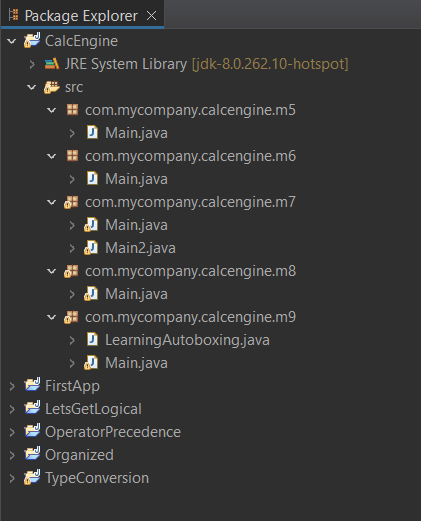 Package Explorer
CalcEngine
JRE System Library [jdk-8.0.262.10-hotspot]
src
com.mycompany.calcengine.m5
Main.java
com.mycompany.calcengine.m6
Main.java
com.mycompany.calcengine.m7
Main.java
Main2.java
com.mycompany.calcengine.m8
Main.java
com.mycompany.calcengine.m9
LearningAutoboxing.java
Main.java
FirstApp
LetsGetLogical
OperatorPrecedence
Organized
TypeConversion